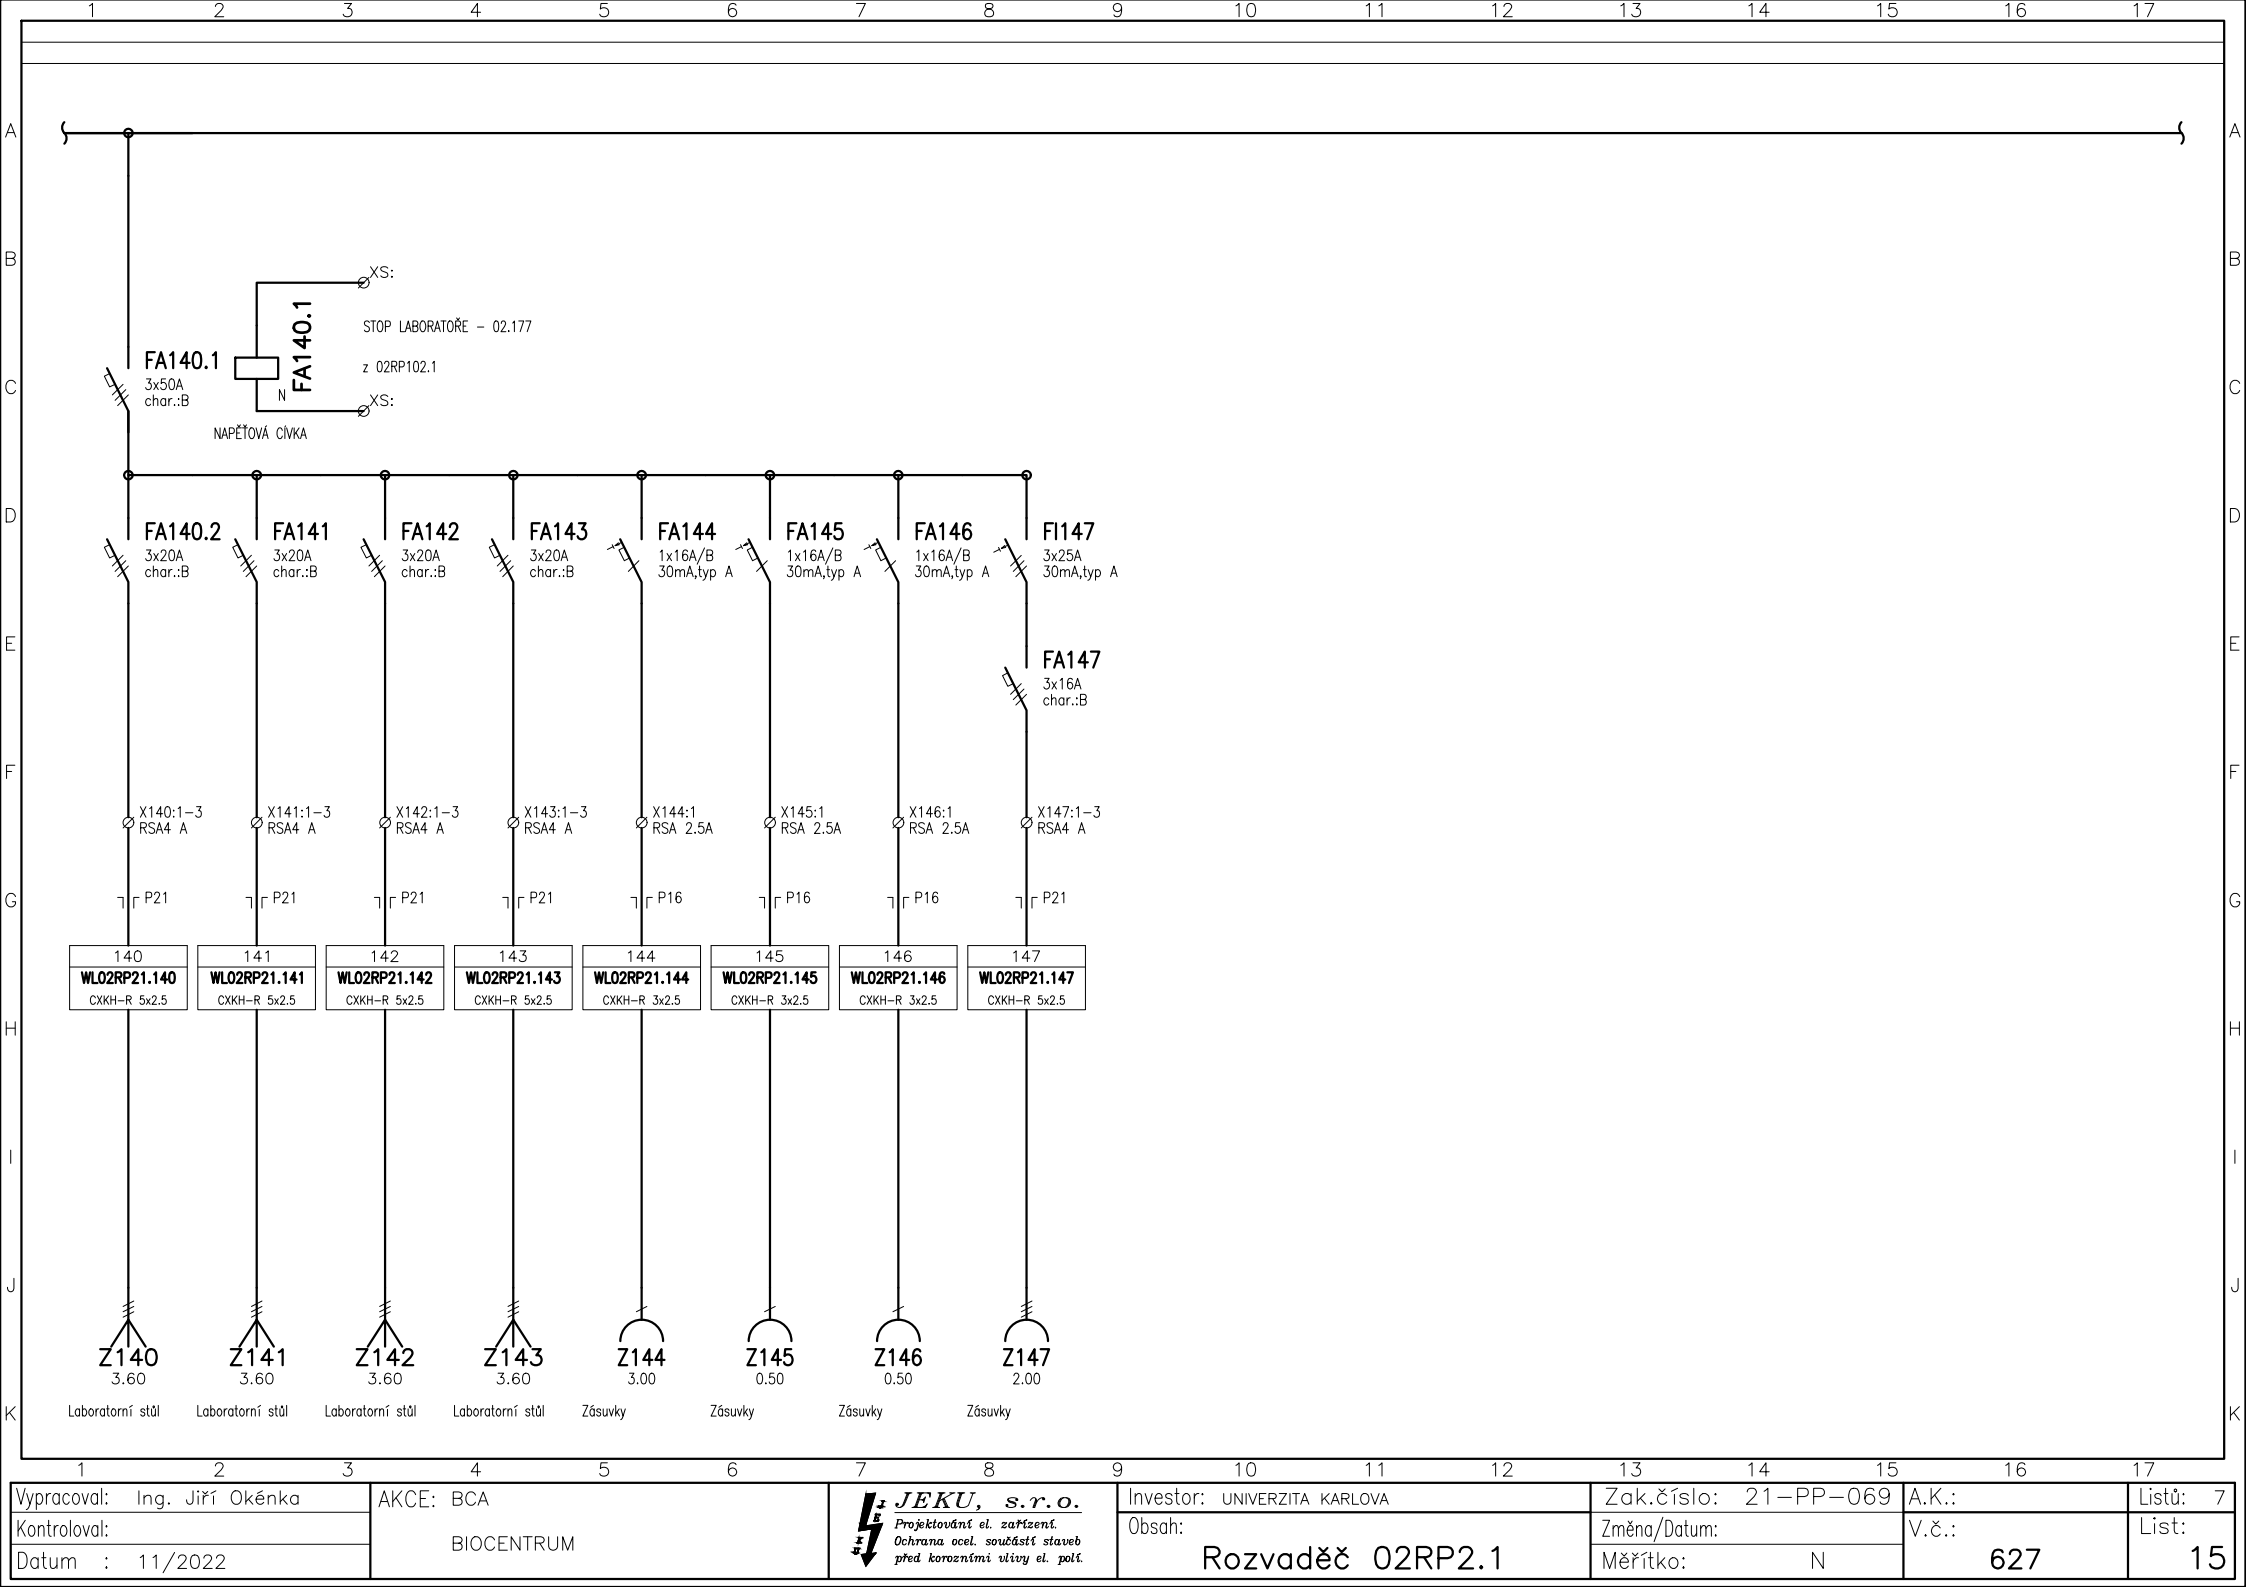 1 2 3 4 5 6 7 8 9 10 11 12 13 14 15 16 17
A A
B B
XS:
FA140.1
STOP LABORATOŘE - 02.177
z 02RP102.1
FA140.1
3x50A
char.:B
N
XS:
C C
NAPĚŤOVÁ CÍVKA
D D
FA140.2 FA141 FA142 FA143 FA144 FA145 FA146 FI147
3x20A 3x20A 3x20A 3x20A 1x16A/B 1x16A/B 1x16A/B 3x25A
char.:B char.:B char.:B char.:B 30mA,typ A 30mA,typ A 30mA,typ A 30mA,typ A
E E
FA147
3x16A
char.:B
F F
X140:1-3 X141:1-3 X142:1-3 X143:1-3 X144:1 X145:1 X146:1 X147:1-3
RSA4 A RSA4 A RSA4 A RSA4 A RSA 2.5A RSA 2.5A RSA 2.5A RSA4 A
G P21 P21 P21 P21 P16 P16 P16 P21 G
140 141 142 143 144 145 146 147
WL02RP21.140 WL02RP21.141 WL02RP21.142 WL02RP21.143 WL02RP21.144 WL02RP21.145 WL02RP21.146 WL02RP21.147
CXKH-R 5x2.5 CXKH-R 5x2.5 CXKH-R 5x2.5 CXKH-R 5x2.5 CXKH-R 3x2.5 CXKH-R 3x2.5 CXKH-R 3x2.5 CXKH-R 5x2.5
H H
I I
J J
Z140 Z141 Z142 Z143 Z144 Z145 Z146 Z147
3.60 3.60 3.60 3.60 3.00 0.50 0.50 2.00
K Laboratorní stůl Laboratorní stůl Laboratorní stůl Laboratorní stůl Zásuvky Zásuvky Zásuvky Zásuvky K
1 2 3 4 5 6 7 8 9 10 11 12 13 14 15 16 17
Vypracoval: Ing. Jiří Okénka
Kontroloval:
Datum : 11/2022
AKCE: BCA
BIOCENTRUM
JEKU, s.r.o.
Projektování el. zařízení.
Ochrana ocel. součástí staveb
před korozními vlivy el. polí.
Investor: UNIVERZITA KARLOVA
Obsah:
Rozvaděč 02RP2.1
Zak.číslo: 21-PP-069
Změna/Datum:
Měřítko: N
A.K.:
V.č.:
627
Listů: 7
List:
15